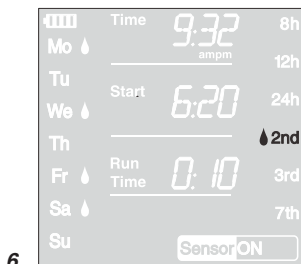 Time 9:32 8h
Mo ampm 12h
Tu
Start 6:20 24h
We
Th 2nd
Fr Run Time 0:10 3rd
Sa 7th
Su Sensor ON
6